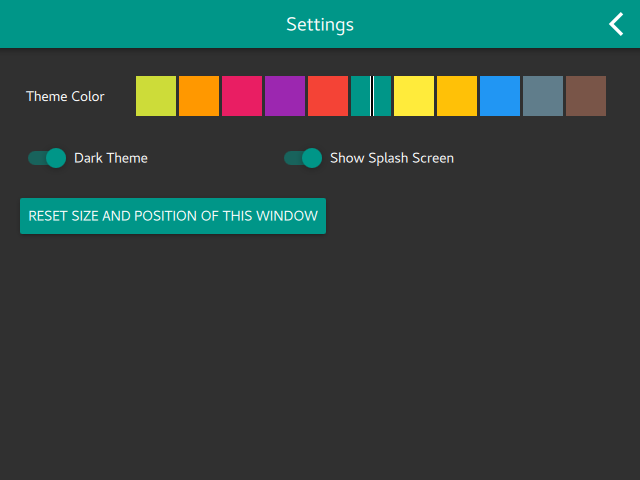 Settings
Theme Color
Dark Theme
Show Splash Screen
RESET SIZE AND POSITION OF THIS WINDOW